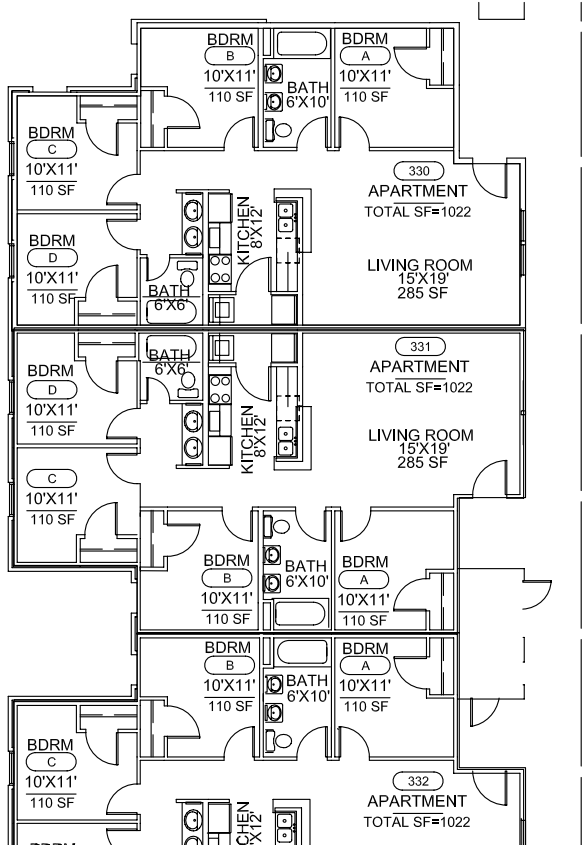 BDRM
B
10'X11'
110 SF
BATH
6'X10'
BDRM
A
10'X11'
110 SF
BDRM
C
10'X11'
110 SF
330
APARTMENT
TOTAL SF=1022
KITCHEN
8'X12'
BDRM
D
10'X11'
110 SF
BATH
6'X6'
LIVING ROOM
15'X19'
285 SF
331
APARTMENT
TOTAL SF=1022
BATH
6'X6'
BDRM
D
10'X11'
110 SF
KITCHEN
8'X12'
LIVING ROOM
15'X19'
285 SF
C
10'X11'
110 SF
BDRM
B
10'X11'
110 SF
BATH
6'X10'
BDRM
A
10'X11'
110 SF
BDRM
B
10'X11'
110 SF
BATH
6'X10'
BDRM
A
10'X11'
110 SF
BDRM
C
10'X11'
110 SF
332
APARTMENT
TOTAL SF=1022